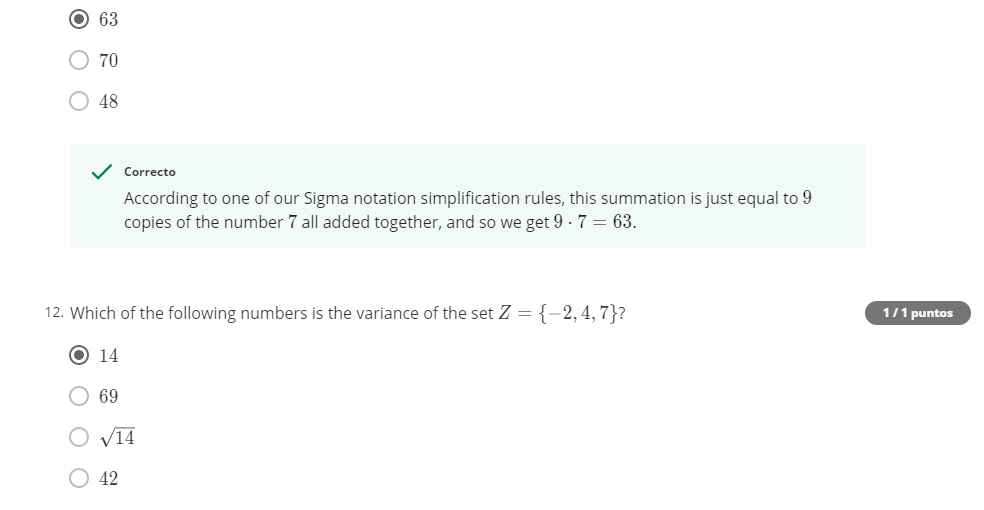 63
70
48
Correcto
According to one of our Sigma notation simplification rules, this summation is just equal to 9
copies of the number 7 all added together, and so we get 9 · 7 = 63.
12. Which of the following numbers is the variance of the set Z = {−2, 4, 7}?
1 / 1 puntos
14
69
√14
42